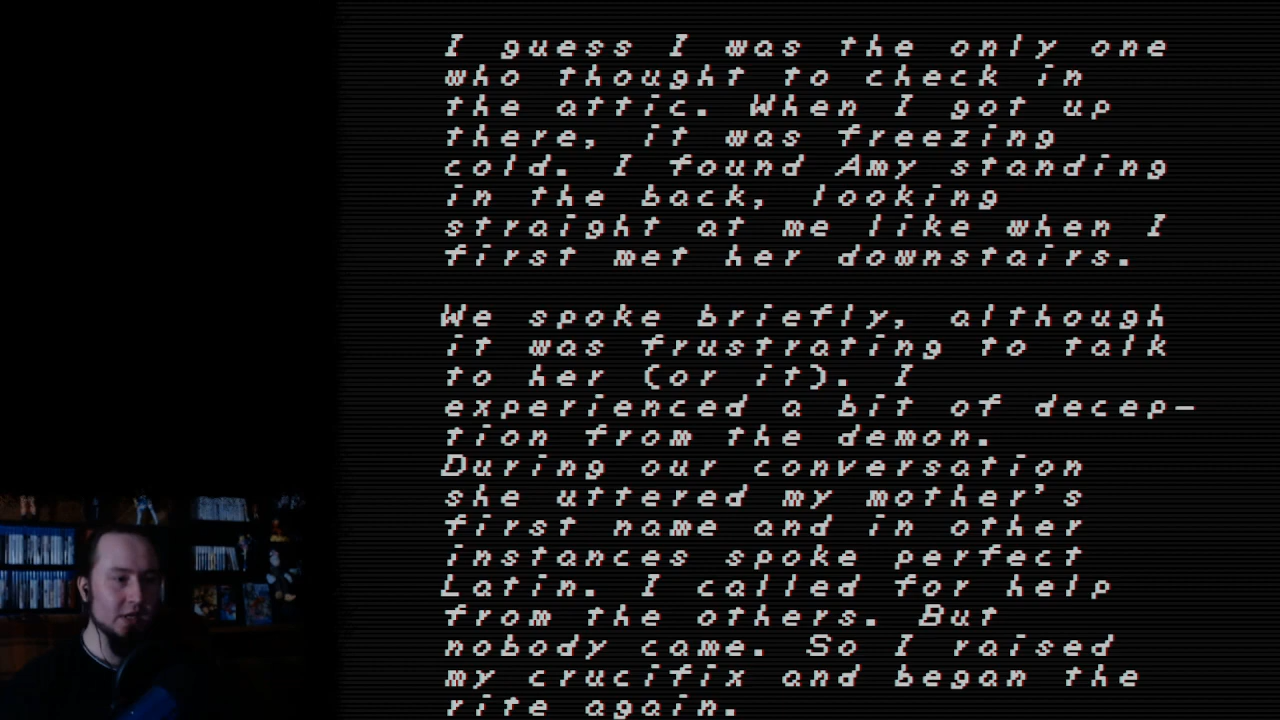 I guess I was the only one
who thought to check in
the attic. When I got up
there, it was freezing
cold. I found Amy standing
in the back, looking
straight at me like when I
first met her downstairs.
We spoke briefly, although
it was frustrating to talk
to her (or it). I
experienced a bit of decep-
tion from the demon.
During our conversation
she uttered my mother's
first name and in other
instances spoke perfect
Latin. I called for help
from the others. But
nobody came. So I raised
my crucifix and began the
rite again.